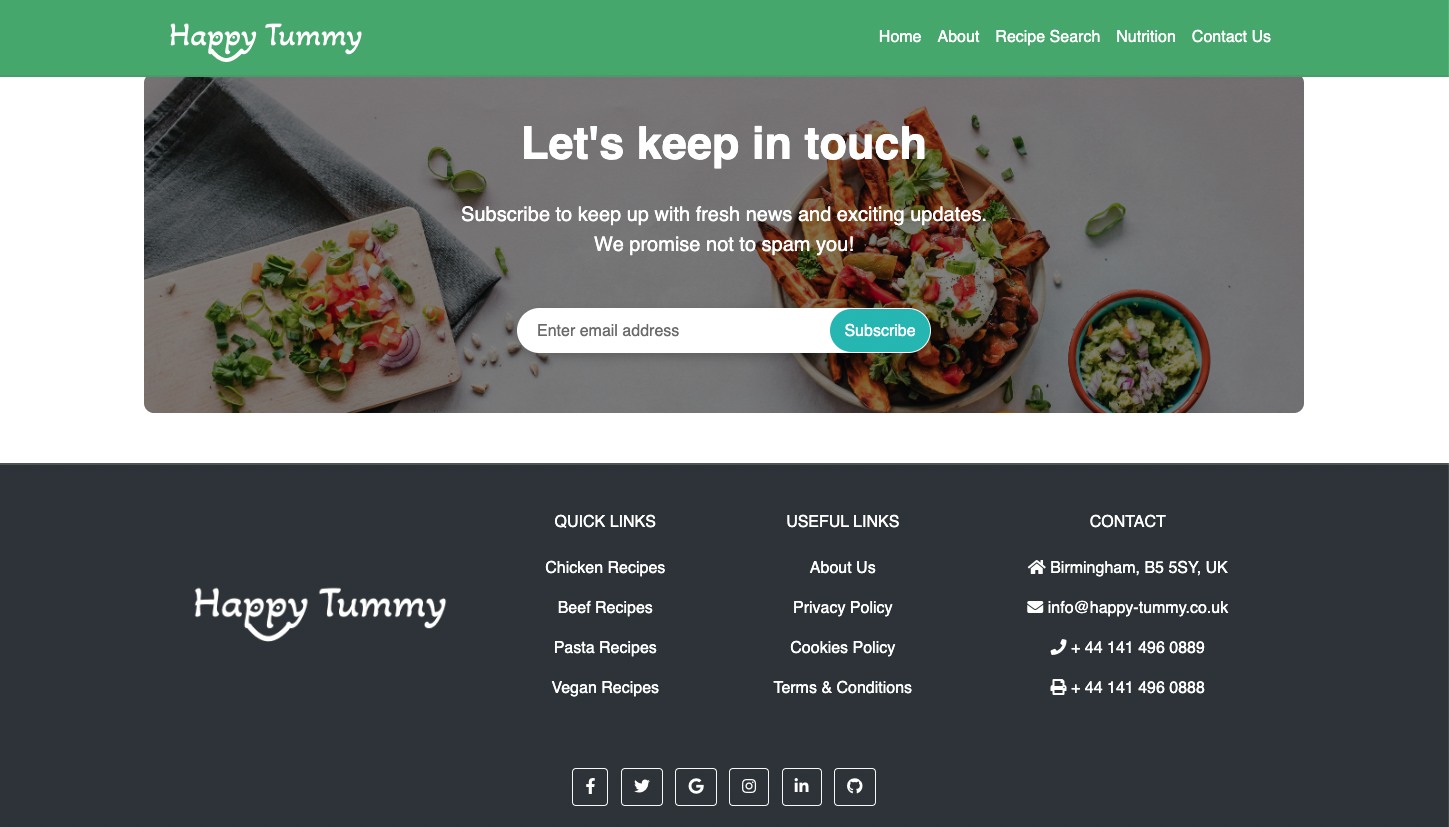 Happy Tummy
Home About Recipe Search Nutrition Contact Us
Let's keep in touch
Subscribe to keep up with fresh news and exciting updates.
We promise not to spam you!
Enter email address
Subscribe
Happy Tummy
QUICK LINKS
Chicken Recipes
Beef Recipes
Pasta Recipes
Vegan Recipes
USEFUL LINKS
About Us
Privacy Policy
Cookies Policy
Terms & Conditions
CONTACT
Birmingham, B5 5SY, UK
info@happy-tummy.co.uk
+ 44 141 496 0889
+ 44 141 496 0888